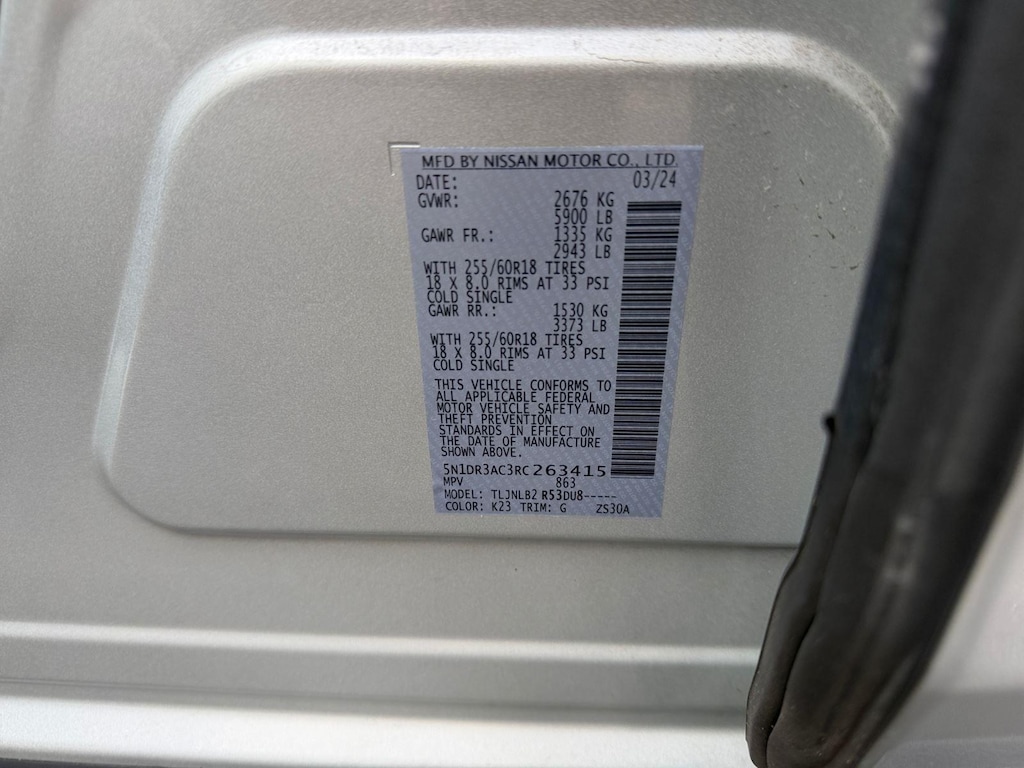 MFD BY NISSAN MOTOR CO., LTD.
DATE: 03/24
GVWR: 2676 KG
5900 LB
GAWR FR.: 1335 KG
2943 LB
WITH 255/60R18 TIRES
18 X 8.0 RIMS AT 33 PSI
COLD SINGLE
GAWR RR.: 1530 KG
3373 LB
WITH 255/60R18 TIRES
18 X 8.0 RIMS AT 33 PSI
COLD SINGLE
THIS VEHICLE CONFORMS TO
ALL APPLICABLE FEDERAL
MOTOR VEHICLE SAFETY AND
THEFT PREVENTION
STANDARDS IN EFFECT ON
THE DATE OF MANUFACTURE
SHOWN ABOVE.
5N1DR3AC3RC263415
MPV 863
MODEL: TLJNLB2 R53DU8-----
COLOR: K23 TRIM: G ZS30A